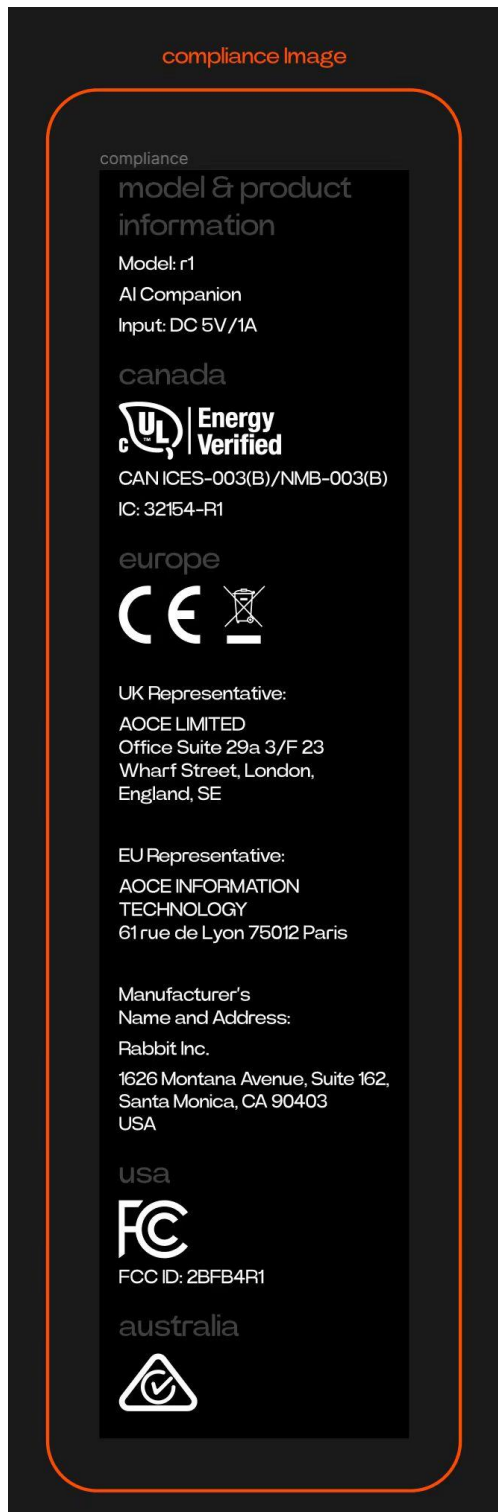 compliance Image
compliance
model & product
information
Model: r1
AI Companion
Input: DC 5V/1A
canada
C UL ™ Energy
Verified
CAN ICES-003(B)/NMB-003(B)
IC: 32154-R1
europe
CE
UK Representative:
AOCE LIMITED
Office Suite 29a 3/F 23
Wharf Street, London,
England, SE
EU Representative:
AOCE INFORMATION
TECHNOLOGY
61 rue de Lyon 75012 Paris
Manufacturer's
Name and Address:
Rabbit Inc.
1626 Montana Avenue, Suite 162,
Santa Monica, CA 90403
USA
usa
FC
FCC ID: 2BFB4R1
australia